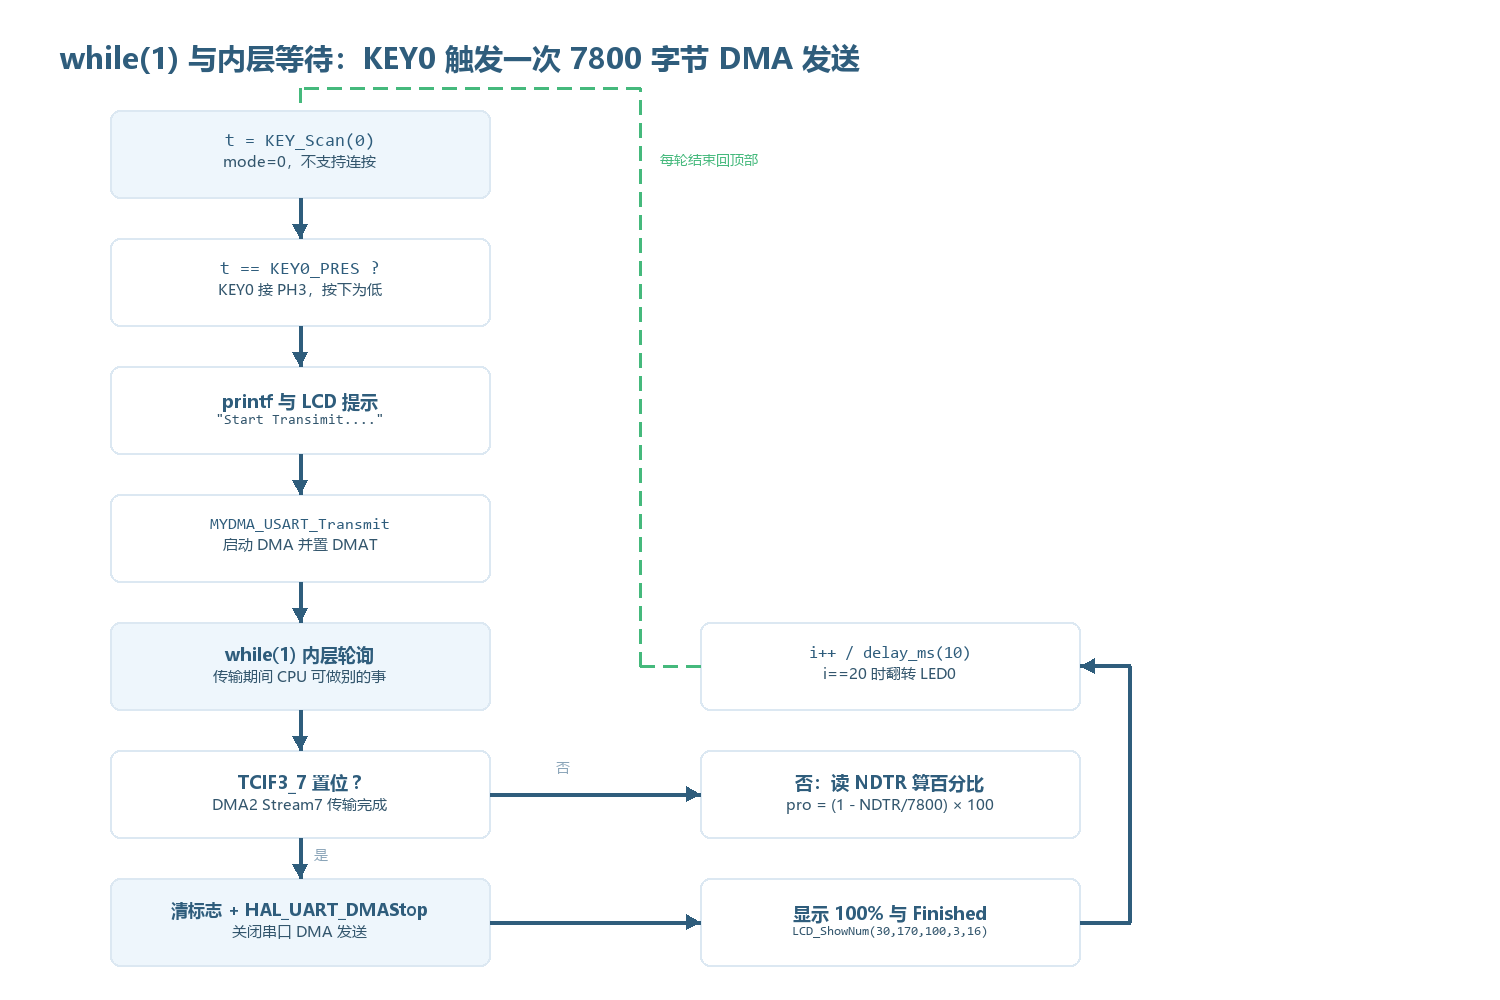 while(1) 与内层等待：KEY0 触发一次 7800 字节 DMA 发送
t = KEY_Scan(0)
mode=0，不支持连按
每轮结束回顶部
t == KEY0_PRES ?
KEY0 接 PH3，按下为低
printf 与 LCD 提示
"Start Transimit...."
MYDMA_USART_Transmit
启动 DMA 并置 DMAT
while(1) 内层轮询
传输期间 CPU 可做别的事
i++ / delay_ms(10)
i==20 时翻转 LED0
TCIF3_7 置位？
DMA2 Stream7 传输完成
否
否：读 NDTR 算百分比
pro = (1 - NDTR/7800) × 100
是
清标志 + HAL_UART_DMAStop
关闭串口 DMA 发送
显示 100% 与 Finished
LCD_ShowNum(30,170,100,3,16)